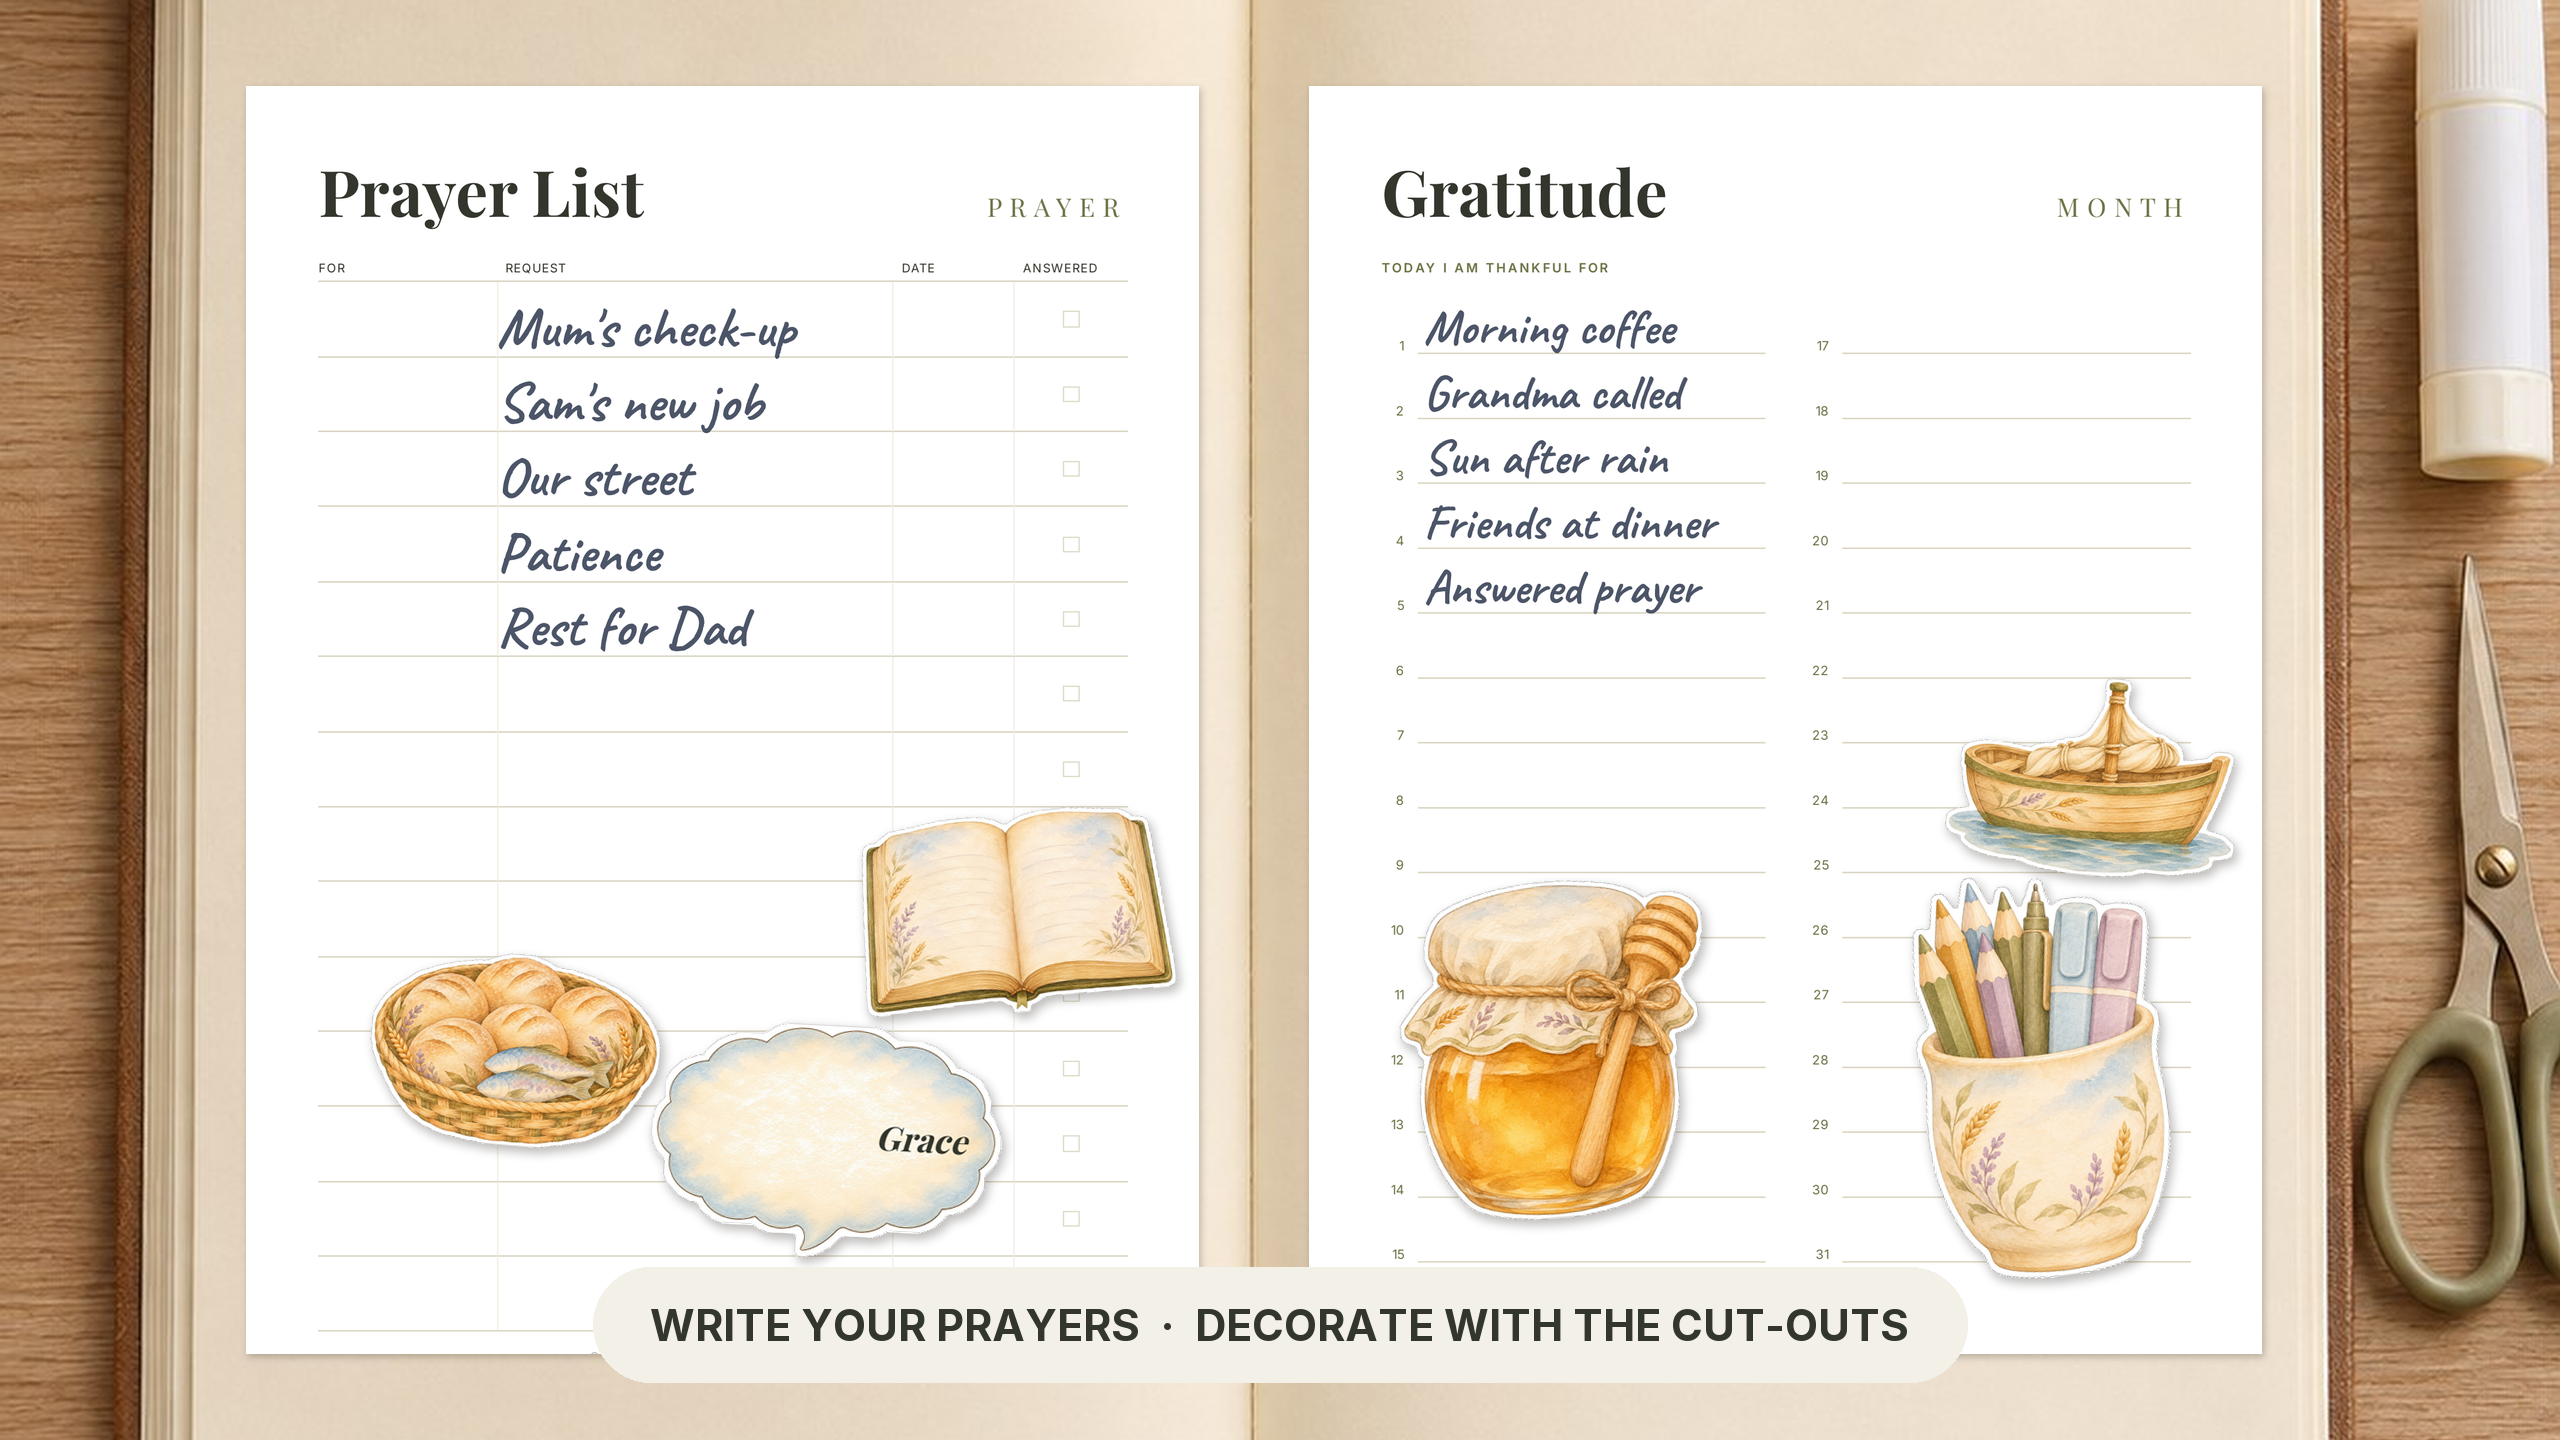 Prayer List
PRAYER
FOR REQUEST DATE ANSWERED
Mum's check-up
Sam's new job
Our street
Patience
Rest for Dad
Grace
Gratitude
MONTH
TODAY I AM THANKFUL FOR
1 Morning coffee
2 Grandma called
3 Sun after rain
4 Friends at dinner
5 Answered prayer
6
7
8
9
10
11
12
13
14
15
17
18
19
20
21
22
23
24
25
26
27
28
29
30
31
WRITE YOUR PRAYERS · DECORATE WITH THE CUT-OUTS